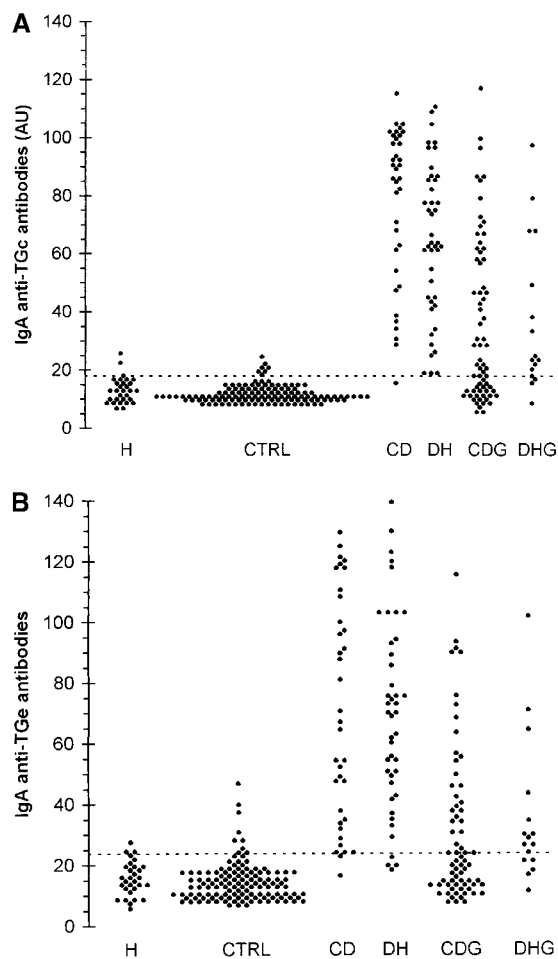 A
IgA anti-TGc antibodies (AU)
140
120
100
80
60
40
20
0
H CTRL CD DH CDG DHG
B
IgA anti-TGe antibodies
140
120
100
80
60
40
20
0
H CTRL CD DH CDG DHG